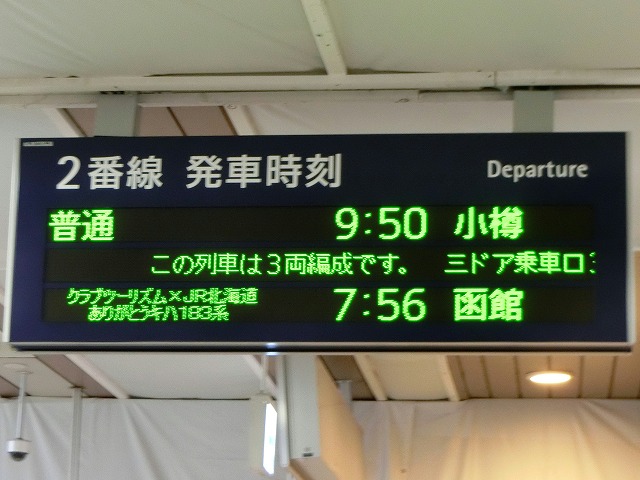 2番線 発車時刻 Departure
普通 9:50 小樽
この列車は3両編成です。 三ドア乗車口
クラブツーリズム×JR北海道
ありがとうキハ183系
7:56 函館